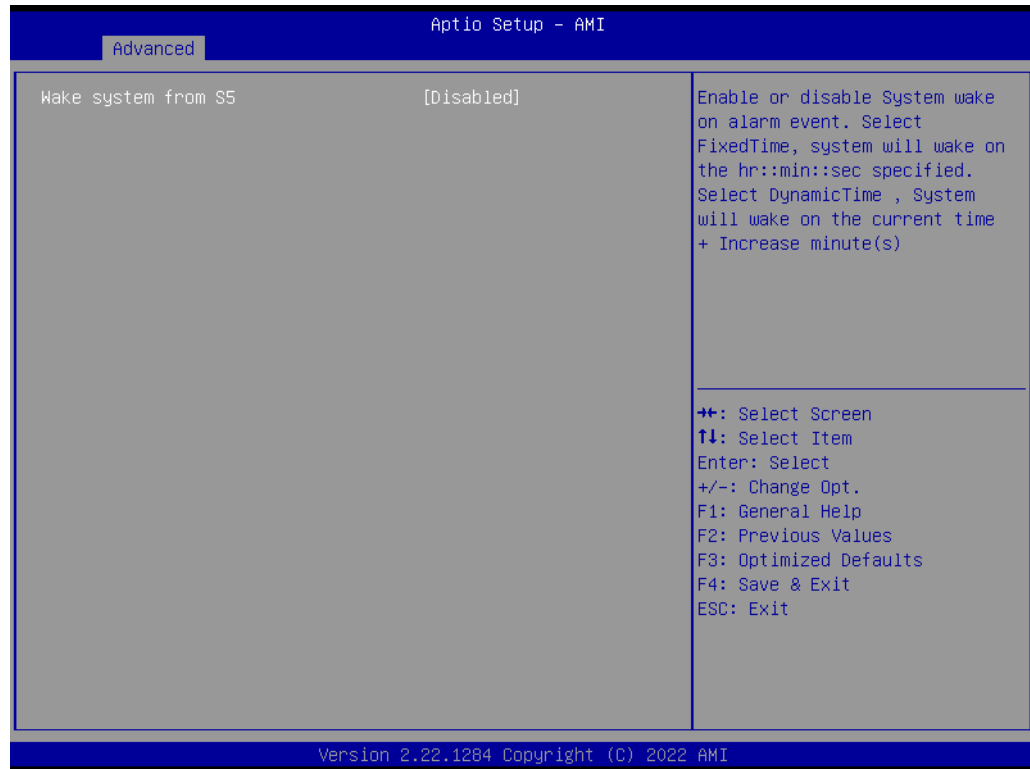 Aptio Setup - AMI
Advanced
Wake system from S5 [Disabled]
Enable or disable System wake
on alarm event. Select
FixedTime, system will wake on
the hr::min::sec specified.
Select DynamicTime , System
will wake on the current time
+ Increase minute(s)
→←: Select Screen
↑↓: Select Item
Enter: Select
+/-: Change Opt.
F1: General Help
F2: Previous Values
F3: Optimized Defaults
F4: Save & Exit
ESC: Exit
Version 2.22.1284 Copyright (C) 2022 AMI